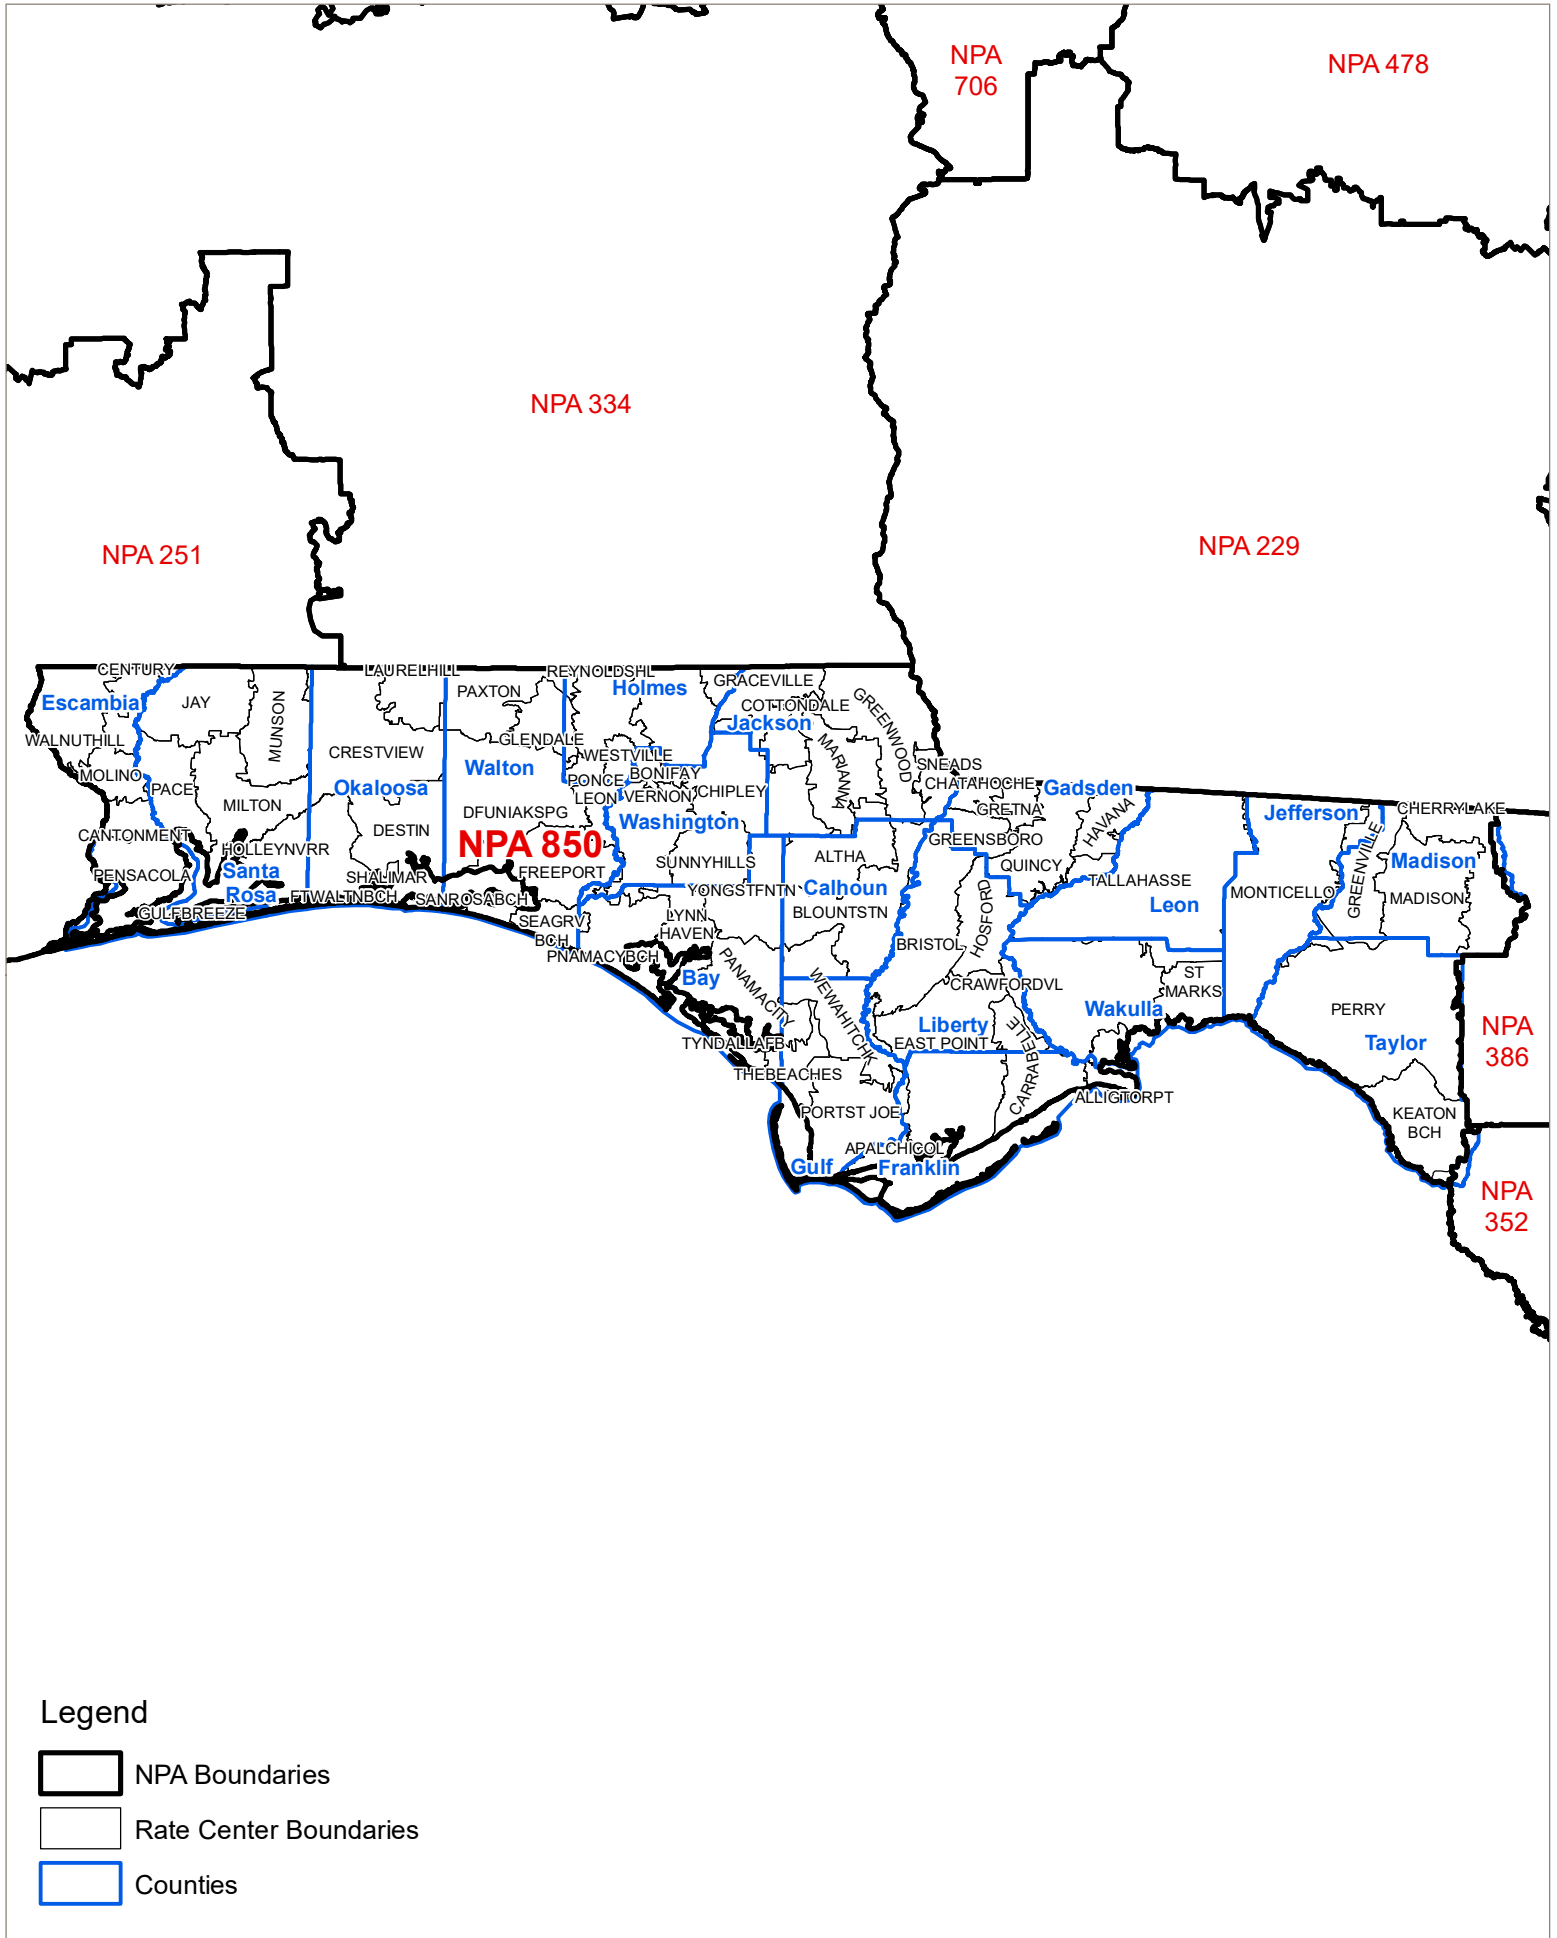 NPA
706
NPA 478
NPA 334
NPA 251
NPA 229
CENTURY
LAURELHILL
REYNOLDSHL
Holmes
GRACEVILLE
Escambia
JAY
MUNSON
PAXTON
COTTONDALE
GREENWOOD
Jackson
WALNUTHILL
CRESTVIEW
GLENDALE
WESTVILLE
MARIANNA
SNEADS
MOLINO
PACE
Okaloosa
Walton
PONCE
LEON
BONIFAY
VERNON
CHIPLEY
CHATAHOCHE
Gadsden
MILTON
DFUNIAKSPG
Washington
GRETNA
HAVANA
Jefferson
CHERRYLAKE
CANTONMENT
HOLLEYNVRR
DESTIN
NPA 850
SUNNYHILLS
ALTHA
GREENSBORO
QUINCY
GREENVILLE
Madison
PENSACOLA
Santa
Rosa
SHALIMAR
FREEPORT
YONGSTFNTN
Calhoun
TALLAHASSE
Leon
MONTICELLO
MADISON
GULFBREEZE
FTWALTNBCH
SANROSABCH
SEAGRV
BCH
LYNN
HAVEN
BLOUNTSTN
HOSFORD
BRISTOL
PNAMACYBCH
Bay
PANAMACITY
WEWAHITCHK
CRAWFORDVL
ST
MARKS
Wakulla
PERRY
Taylor
NPA
386
Liberty
EAST POINT
CARRABELLE
TYNDALLAFB
THEBEACHES
PORTST JOE
ALLIGTORPT
KEATON
BCH
APALCHICOL
Gulf
Franklin
NPA
352
Legend
NPA Boundaries
Rate Center Boundaries
Counties